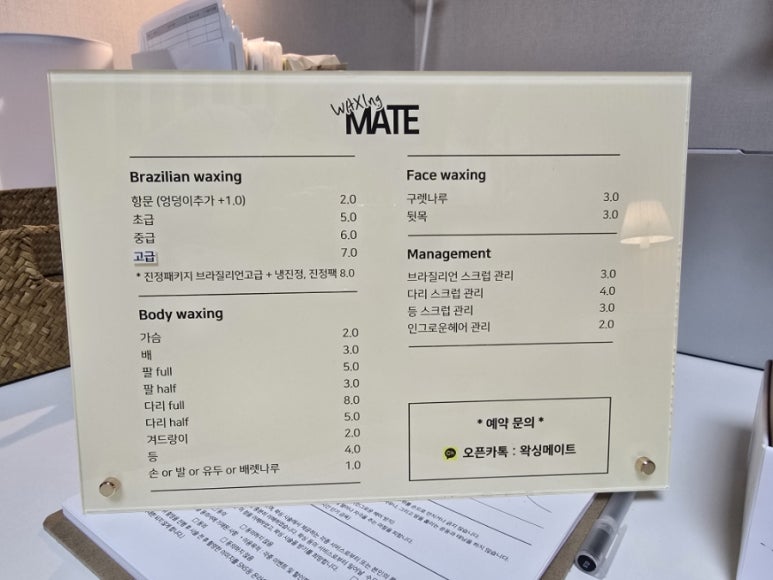 waxing
MATE
Brazilian waxing
항문 (엉덩이추가 +1.0) 2.0
초급 5.0
중급 6.0
고급 7.0
* 진정패키지 브라질리언고급 + 냉진정, 진정팩 8.0
Body waxing
가슴 2.0
배 3.0
팔 full 5.0
팔 half 3.0
다리 full 8.0
다리 half 5.0
겨드랑이 2.0
등 4.0
손 or 발 or 유두 or 배렛나루 1.0
Face waxing
구렛나루 3.0
뒷목 3.0
Management
브라질리언 스크럽 관리 3.0
다리 스크럽 관리 4.0
등 스크럽 관리 3.0
인그로운헤어 관리 2.0
* 예약 문의 *
오픈카톡 : 왁싱메이트